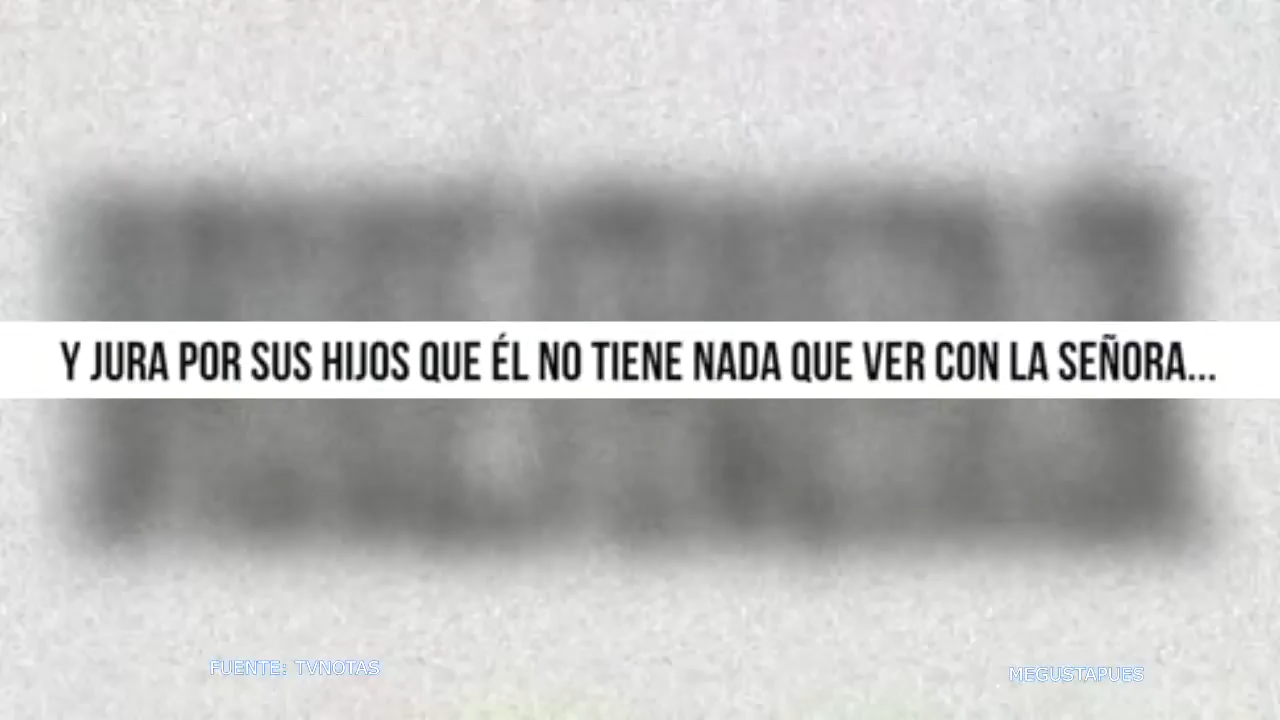 Y JURA POR SUS HIJOS QUE ÉL NO TIENE NADA QUE VER CON LA SEÑORA...
FUENTE: TVNOTAS
MEGUSTAPUES